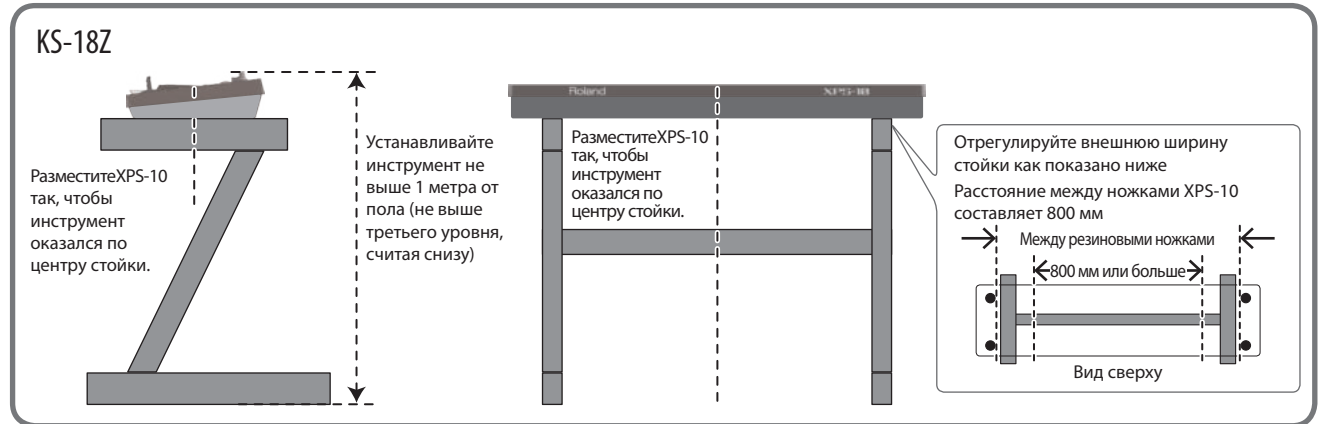 KS-18Z
РазместитеXPS-10
так, чтобы
инструмент
оказался по
центру стойки.
Устанавливайте
инструмент не
выше 1 метра от
пола (не выше
третьего уровня,
считая снизу)
Roland
XPS-10
РазместитеXPS-10
так, чтобы
инструмент
оказался по
центру стойки.
Отрегулируйте внешнюю ширину
стойки как показано ниже
Расстояние между ножками XPS-10
составляет 800 мм
Между резиновыми ножками
800 мм или больше
Вид сверху